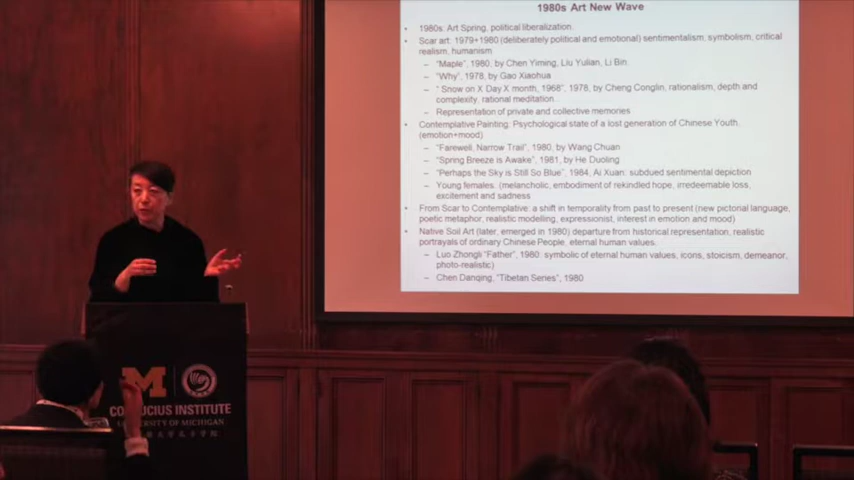 1980s Art New Wave
• 1980s: Art Spring, political liberalization.
• Scar art: 1979+1980 (deliberately political and emotional) sentimentalism, symbolism, critical
realism, humanism
– "Maple", 1980, by Chen Yiming, Liu Yulian, Li Bin.
– "Why", 1978, by Gao Xiaohua
– " Snow on X Day X month, 1968", 1978, by Cheng Conglin, rationalism, depth and
complexity, rational meditation...
– Representation of private and collective memories
• Contemplative Painting: Psychological state of a lost generation of Chinese Youth.
(emotion+mood)
– "Farewell, Narrow Trail", 1980, by Wang Chuan
– "Spring Breeze is Awake", 1981, by He Duoling
– "Perhaps the Sky is Still So Blue", 1984, Ai Xuan: subdued sentimental depiction
– Young females. (melancholic, embodiment of rekindled hope, irredeemable loss,
excitement and sadness
• From Scar to Contemplative: a shift in temporality from past to present (new pictorial language,
poetic metaphor, realistic modelling, expressionist, interest in emotion and mood)
• Native Soil Art (later, emerged in 1980) departure from historical representation, realistic
portrayals of ordinary Chinese People, eternal human values.
– Luo Zhongli "Father", 1980: symbolic of eternal human values, icons, stoicism, demeanor,
photo-realistic)
– Chen Danqing, "Tibetan Series", 1980
M
CONFUCIUS INSTITUTE
UNIVERSITY OF MICHIGAN